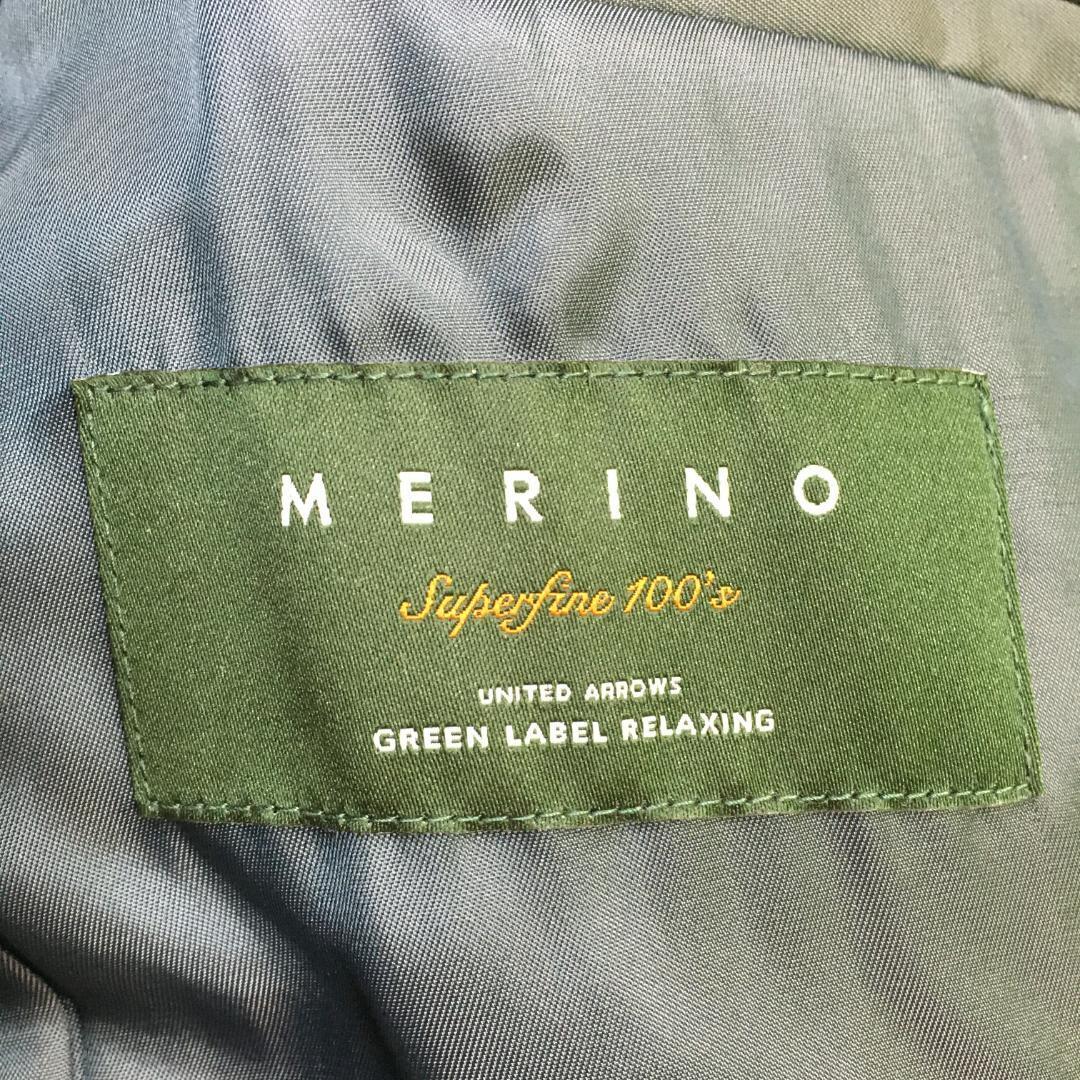 MERINO
Superfine 100's
UNITED ARROWS
GREEN LABEL RELAXING